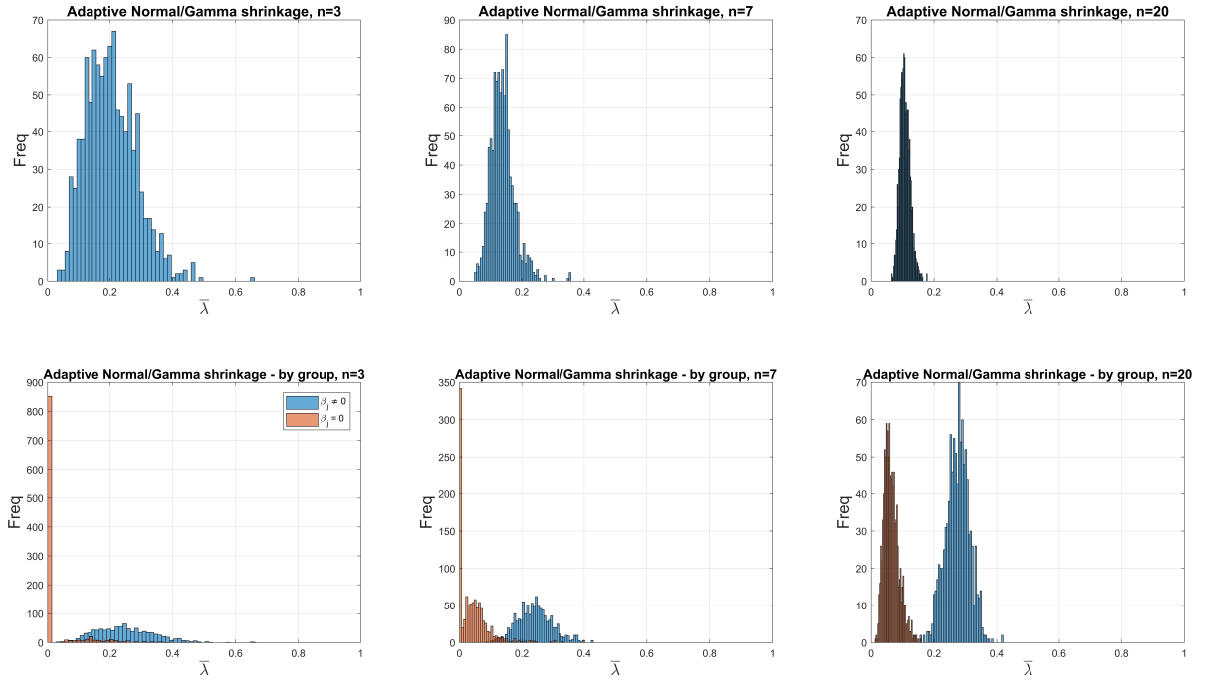 Adaptive Normal/Gamma shrinkage, n=3
70
60
50
40
30
20
10
0
Freq
0 0.2 0.4 0.6 0.8 1
λ̅
Adaptive Normal/Gamma shrinkage, n=7
90
80
70
60
50
40
30
20
10
0
Freq
0 0.2 0.4 0.6 0.8 1
λ̅
Adaptive Normal/Gamma shrinkage, n=20
70
60
50
40
30
20
10
0
Freq
0 0.2 0.4 0.6 0.8 1
λ̅
Adaptive Normal/Gamma shrinkage - by group, n=3
900
800
700
600
500
400
300
200
100
0
Freq
β_j ≠ 0
β_j = 0
0 0.2 0.4 0.6 0.8 1
λ̅
Adaptive Normal/Gamma shrinkage - by group, n=7
350
300
250
200
150
100
50
0
Freq
0 0.2 0.4 0.6 0.8 1
λ̅
Adaptive Normal/Gamma shrinkage - by group, n=20
70
60
50
40
30
20
10
0
Freq
0 0.2 0.4 0.6 0.8 1
λ̅